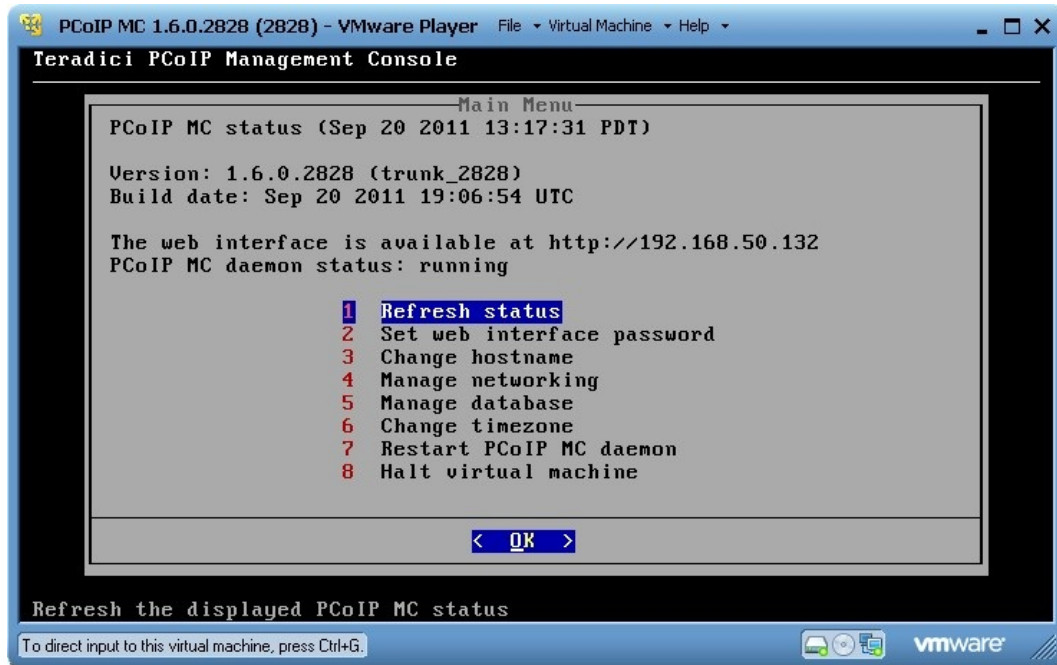 PCoIP MC 1.6.0.2828 (2828) - VMware Player File Virtual Machine Help
Teradici PCoIP Management Console
Main Menu
PCoIP MC status (Sep 20 2011 13:17:31 PDT)
Version: 1.6.0.2828 (trunk_2828)
Build date: Sep 20 2011 19:06:54 UTC
The web interface is available at http://192.168.50.132
PCoIP MC daemon status: running
1 Refresh status
2 Set web interface password
3 Change hostname
4 Manage networking
5 Manage database
6 Change timezone
7 Restart PCoIP MC daemon
8 Halt virtual machine
< OK >
Refresh the displayed PCoIP MC status
To direct input to this virtual machine, press Ctrl+G.
vmware